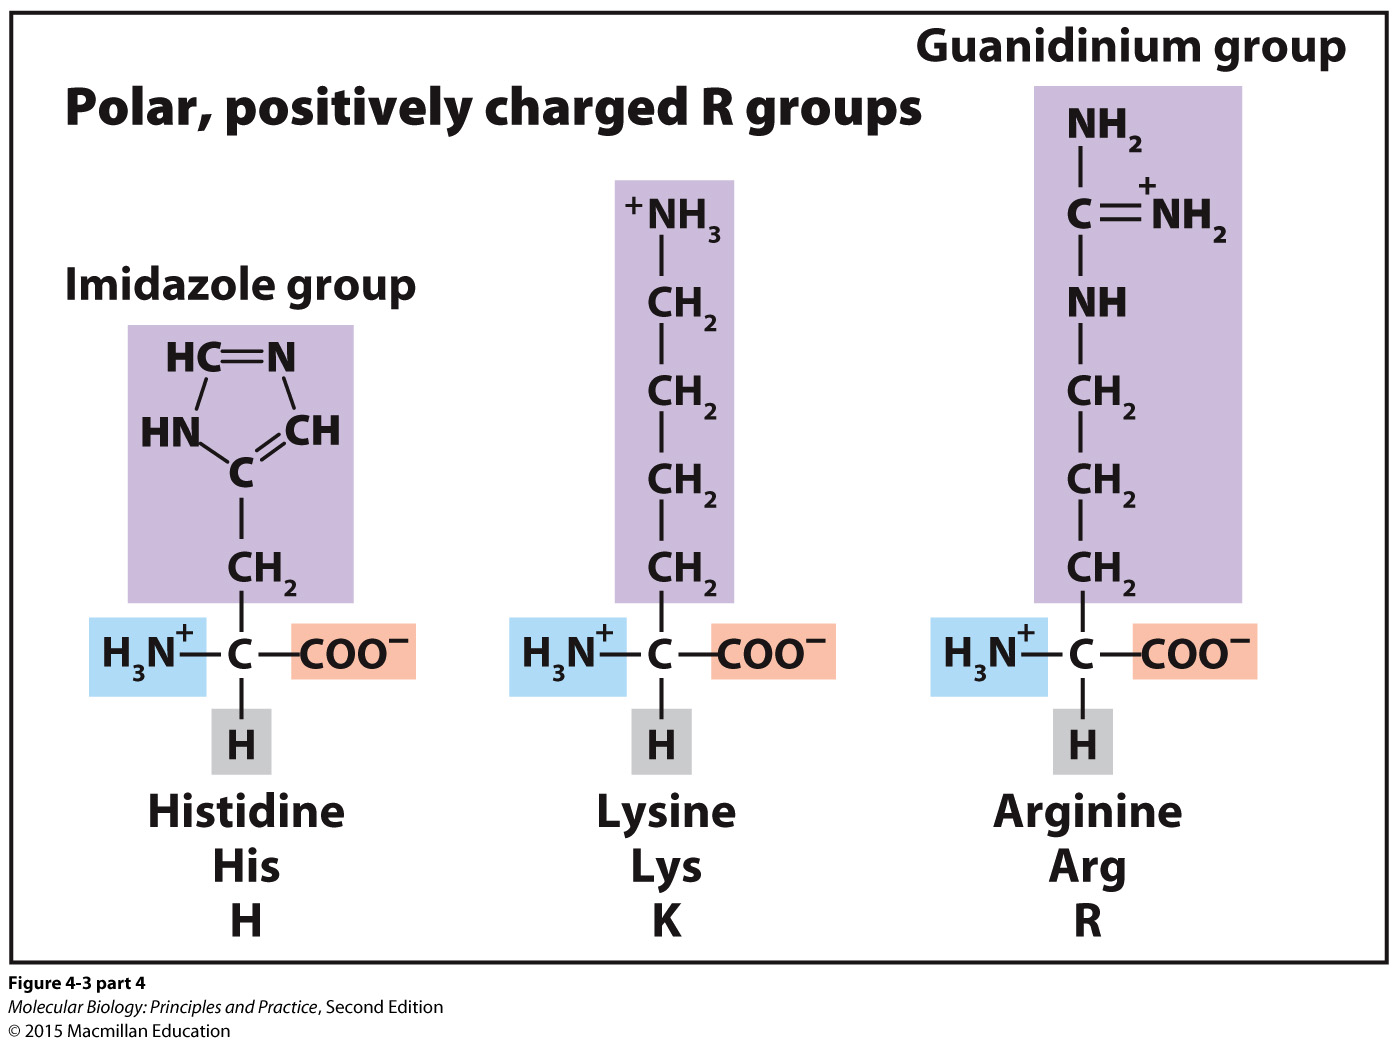 Guanidinium group
Polar, positively charged R groups
Imidazole group
HC N
HN CH
C
CH2
H3N+ C COO−
H
Histidine
His
H
+NH3
CH2
CH2
CH2
CH2
H3N+ C COO−
H
Lysine
Lys
K
NH2
C +NH2
NH
CH2
CH2
CH2
H3N+ C COO−
H
Arginine
Arg
R
Figure 4-3 part 4
Molecular Biology: Principles and Practice, Second Edition
© 2015 Macmillan Education